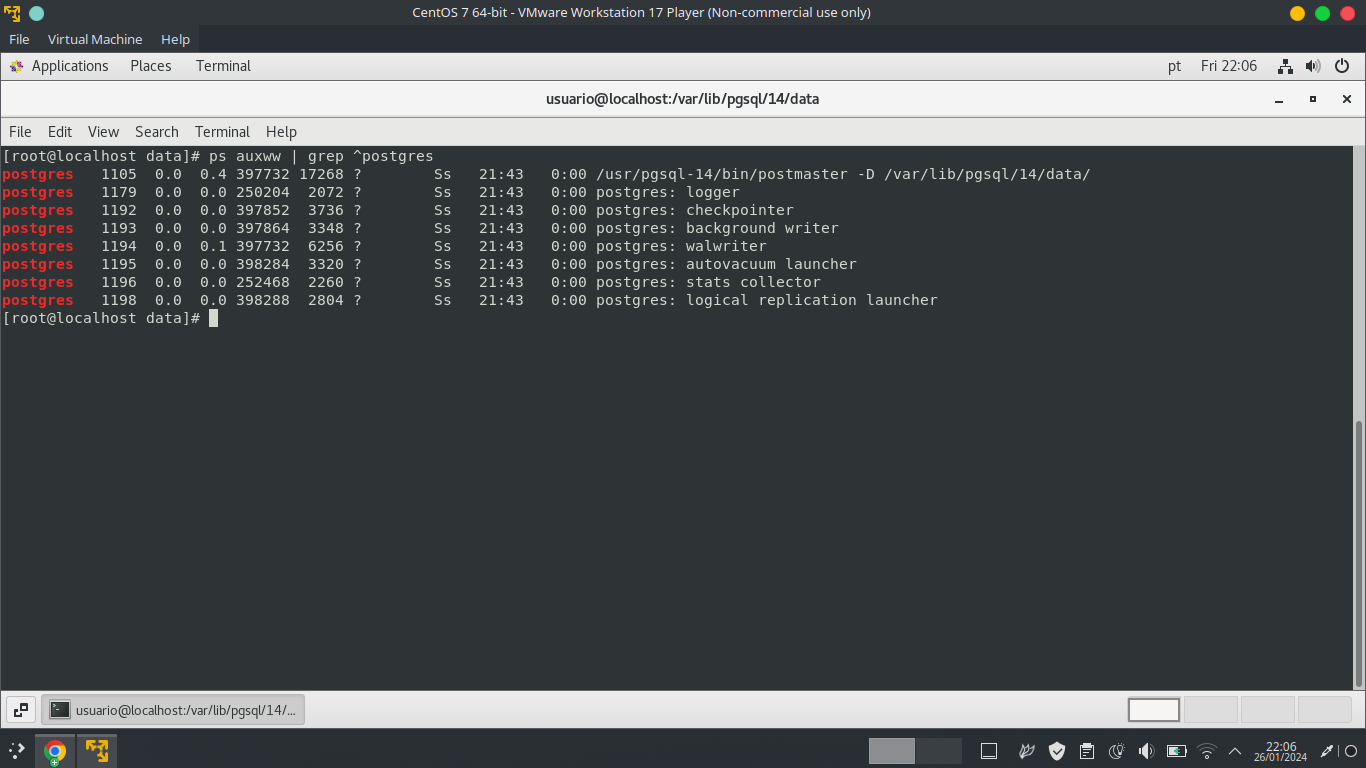 CentOS 7 64-bit - VMware Workstation 17 Player (Non-commercial use only)
File Virtual Machine Help
Applications Places Terminal pt Fri 22:06
usuario@localhost:/var/lib/pgsql/14/data
File Edit View Search Terminal Help
[root@localhost data]# ps auxww | grep ^postgres
postgres   1105  0.0  0.4 397732 17268 ?        Ss   21:43   0:00 /usr/pgsql-14/bin/postmaster -D /var/lib/pgsql/14/data/
postgres   1179  0.0  0.0 250204  2072 ?        Ss   21:43   0:00 postgres: logger
postgres   1192  0.0  0.0 397852  3736 ?        Ss   21:43   0:00 postgres: checkpointer
postgres   1193  0.0  0.0 397864  3348 ?        Ss   21:43   0:00 postgres: background writer
postgres   1194  0.0  0.1 397732  6256 ?        Ss   21:43   0:00 postgres: walwriter
postgres   1195  0.0  0.0 398284  3320 ?        Ss   21:43   0:00 postgres: autovacuum launcher
postgres   1196  0.0  0.0 252468  2260 ?        Ss   21:43   0:00 postgres: stats collector
postgres   1198  0.0  0.0 398288  2804 ?        Ss   21:43   0:00 postgres: logical replication launcher
[root@localhost data]#
usuario@localhost:/var/lib/pgsql/14/...
22:06
26/01/2024